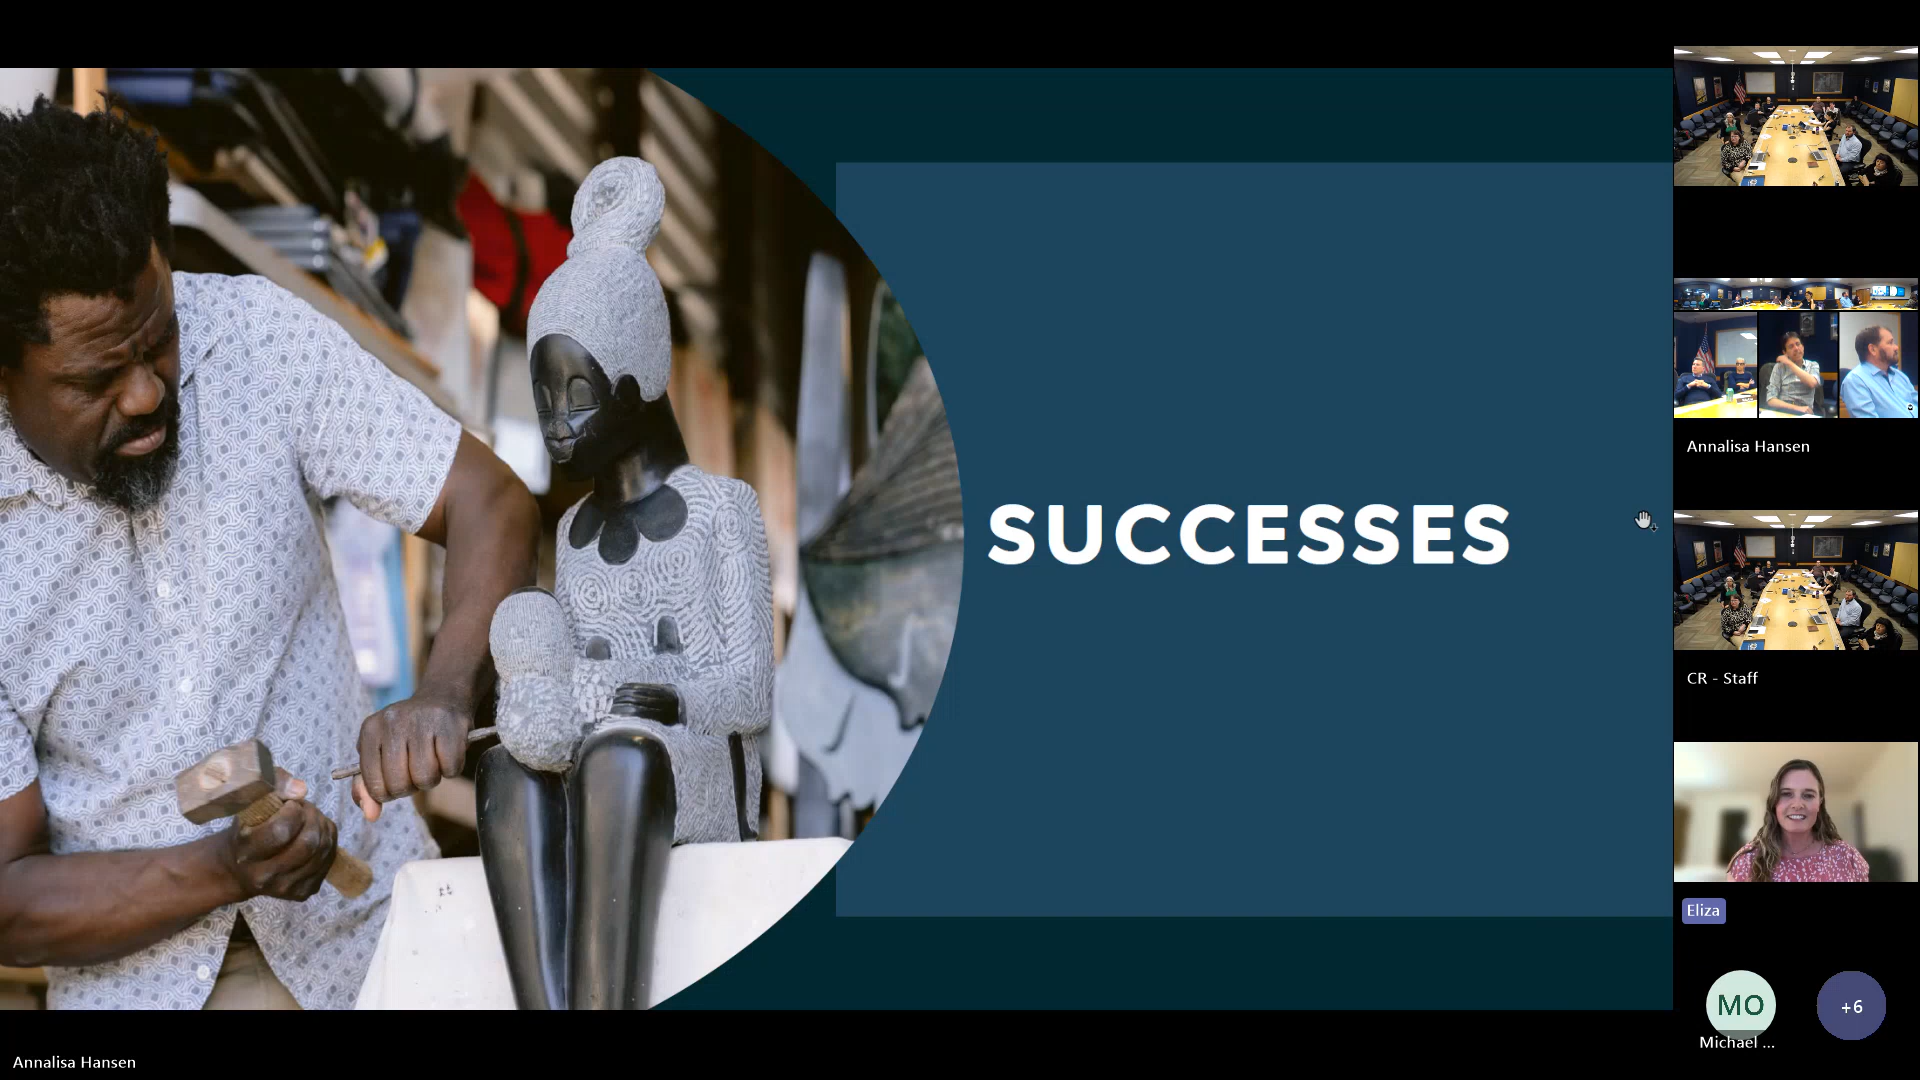 SUCCESSES
Annalisa Hansen
CR - Staff
Eliza
MO
+6
Michael ...
Annalisa Hansen